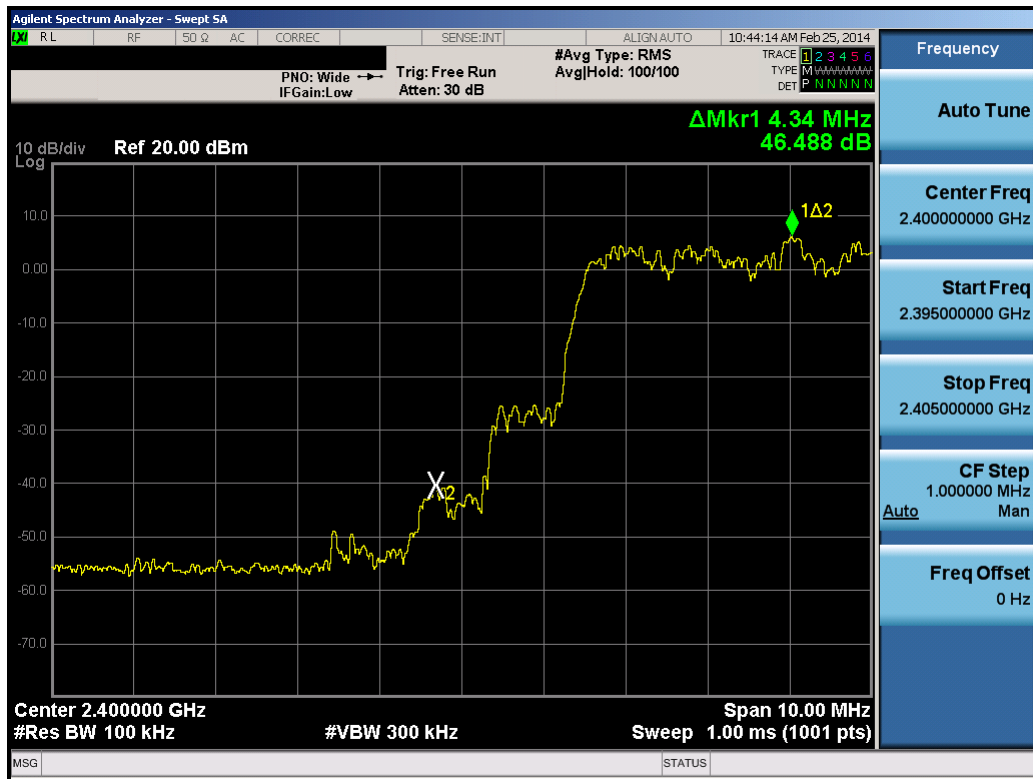 Agilent Spectrum Analyzer - Swept SA
LXI RL RF 50 Ω AC CORREC SENSE:INT ALIGNAUTO 10:44:14 AM Feb 25, 2014
PNO: Wide
IFGain:Low
Trig: Free Run
Atten: 30 dB
#Avg Type: RMS
Avg|Hold: 100/100
TRACE 1 2 3 4 5 6
TYPE M WWWWW
DET P N N N N N
ΔMkr1 4.34 MHz
46.488 dB
10 dB/div Ref 20.00 dBm
Log
10.0
0.00
-10.0
-20.0
-30.0
-40.0
-50.0
-60.0
-70.0
1Δ2
X2
Center 2.400000 GHz Span 10.00 MHz
#Res BW 100 kHz #VBW 300 kHz Sweep 1.00 ms (1001 pts)
MSG STATUS
Frequency
Auto Tune
Center Freq
2.400000000 GHz
Start Freq
2.395000000 GHz
Stop Freq
2.405000000 GHz
CF Step
1.000000 MHz
Auto Man
Freq Offset
0 Hz